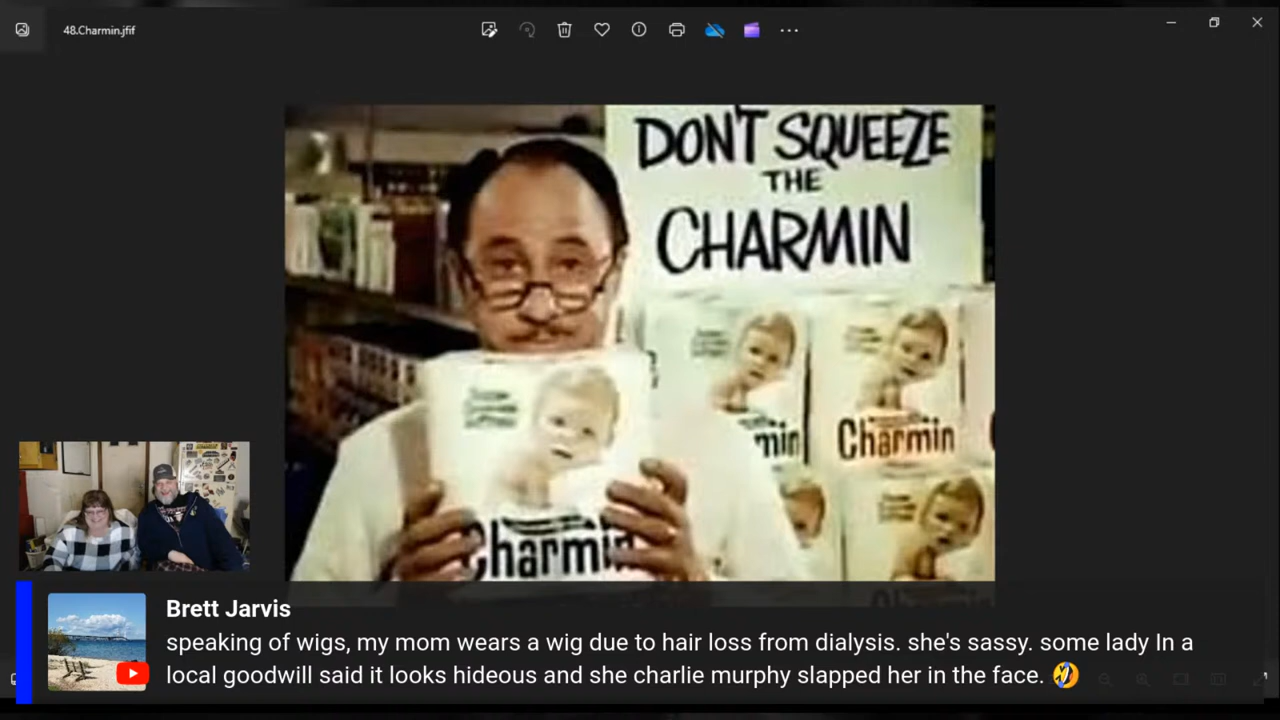 48.Charmin.jfif
DON'T SQUEEZE
THE
CHARMIN
min
Charmin
Charmin
Brett Jarvis
speaking of wigs, my mom wears a wig due to hair loss from dialysis. she's sassy. some lady In a
local goodwill said it looks hideous and she charlie murphy slapped her in the face. 🤣